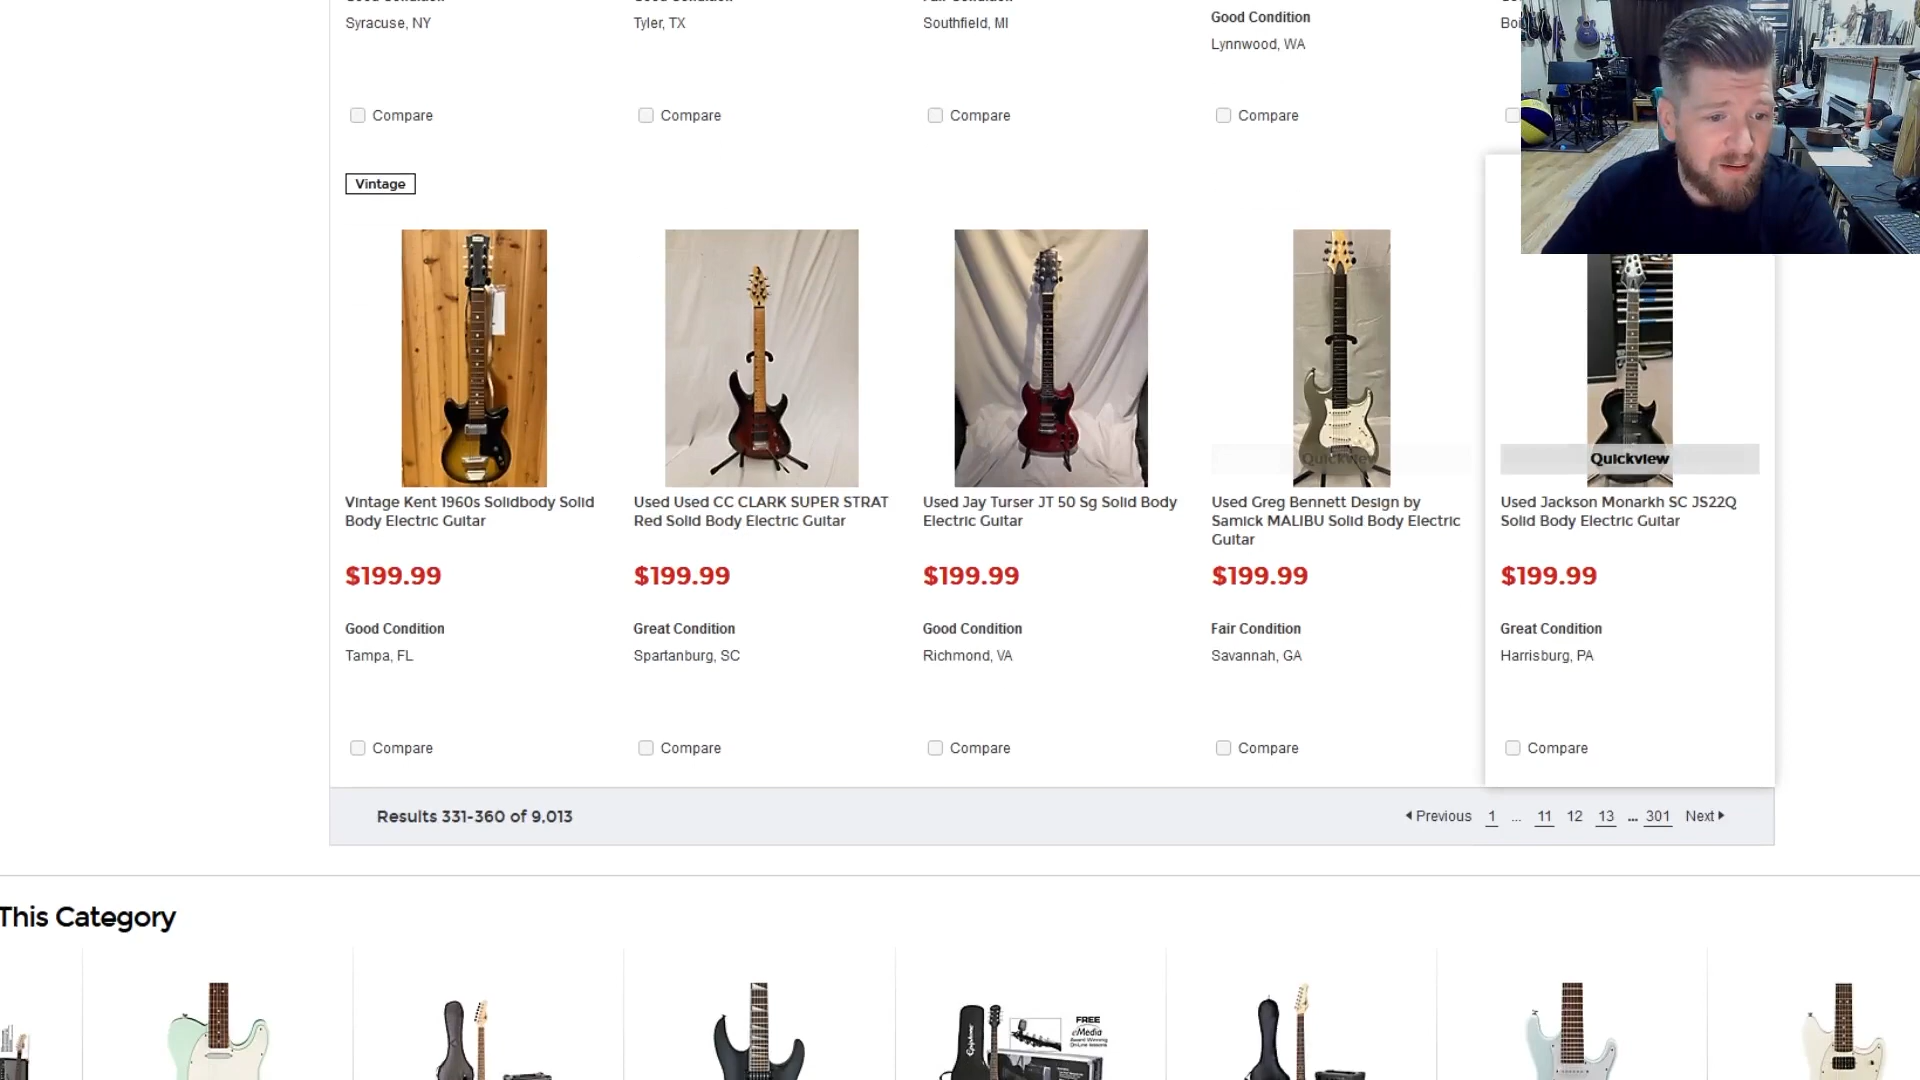 Syracuse, NY
Tyler, TX
Southfield, MI
Good Condition
Lynnwood, WA
Compare
Compare
Compare
Compare
Vintage
Quickview
Quickview
Vintage Kent 1960s Solidbody Solid
Body Electric Guitar
Used Used CC CLARK SUPER STRAT
Red Solid Body Electric Guitar
Used Jay Turser JT 50 Sg Solid Body
Electric Guitar
Used Greg Bennett Design by
Samick MALIBU Solid Body Electric
Guitar
Used Jackson Monarkh SC JS22Q
Solid Body Electric Guitar
$199.99
$199.99
$199.99
$199.99
$199.99
Good Condition
Great Condition
Good Condition
Fair Condition
Great Condition
Tampa, FL
Spartanburg, SC
Richmond, VA
Savannah, GA
Harrisburg, PA
Compare
Compare
Compare
Compare
Compare
Results 331-360 of 9,013
Previous 1 ... 11 12 13 ... 301 Next
This Category
FREE
eMedia
Epiphone